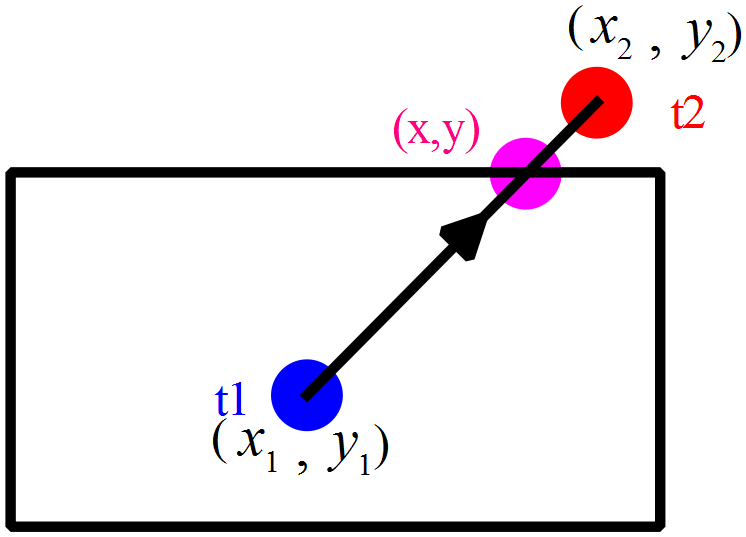 (x₂ , y₂)
t2
(x,y)
t1
(x₁ , y₁)